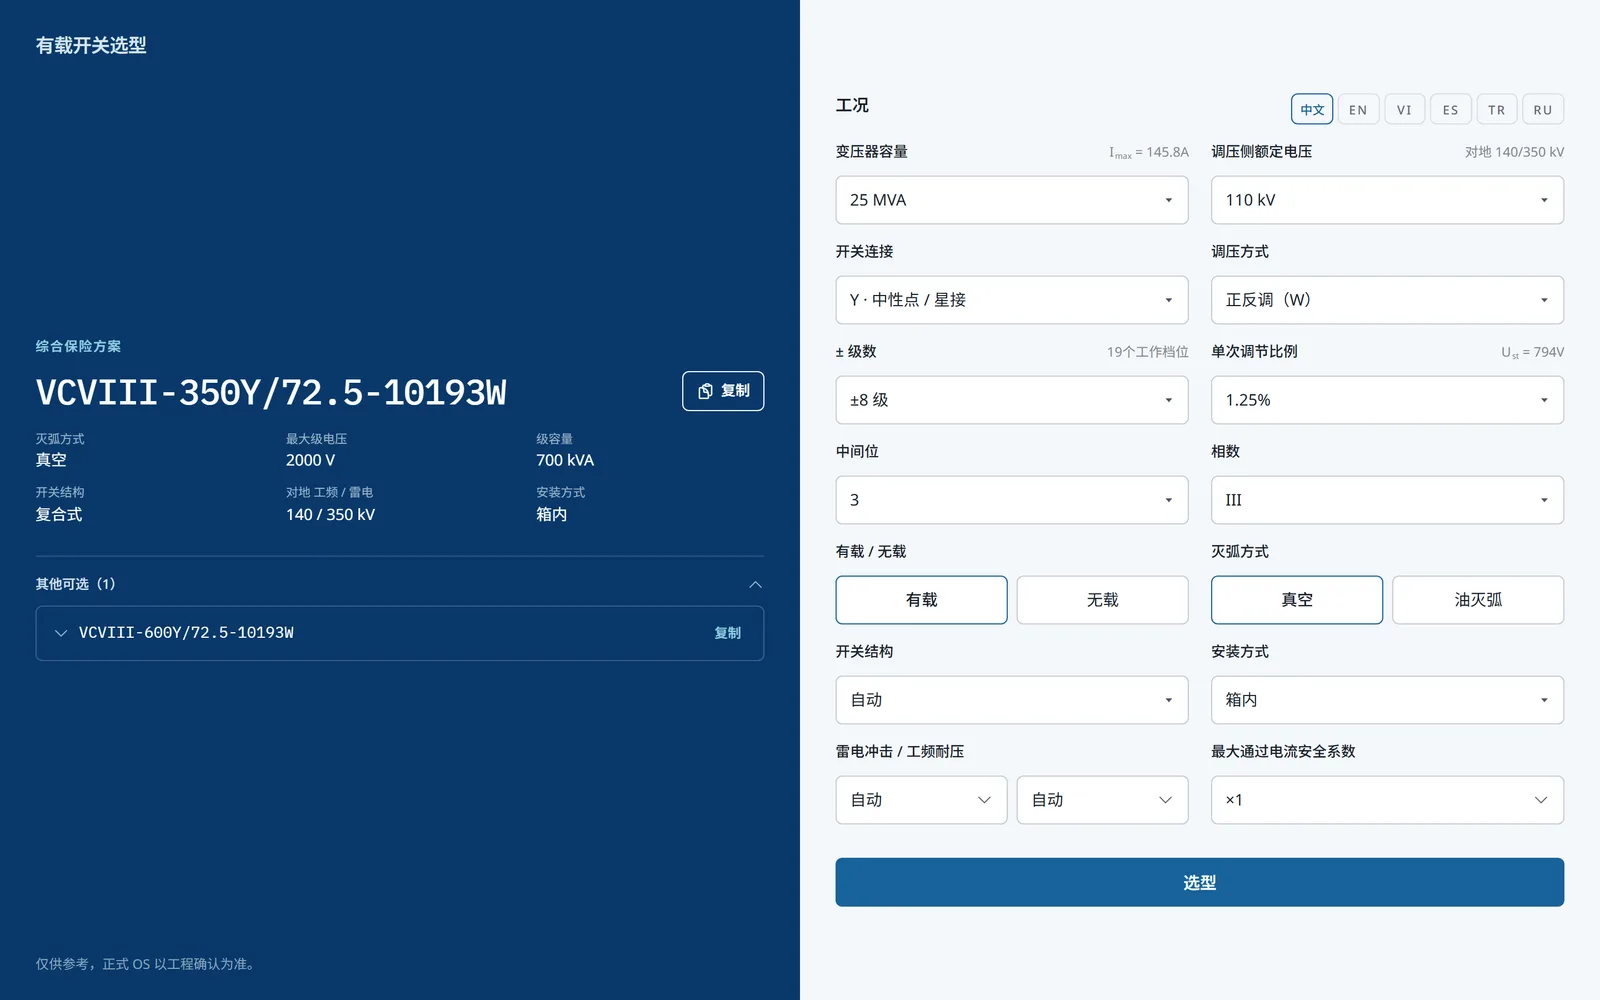 有载开关选型
综合保险方案
VCVIII-350Y/72.5-10193W
复制
灭弧方式
最大级电压
级容量
真空
2000 V
700 kVA
开关结构
对地 工频 / 雷电
安装方式
复合式
140 / 350 kV
箱内
其他可选（1）
VCVIII-600Y/72.5-10193W
复制
仅供参考，正式 OS 以工程确认为准。
工况
中文
EN
VI
ES
TR
RU
变压器容量
Imax = 145.8A
调压侧额定电压
对地 140/350 kV
25 MVA
110 kV
开关连接
调压方式
Y · 中性点 / 星接
正反调（W）
± 级数
19个工作档位
单次调节比例
Ust = 794V
±8 级
1.25%
中间位
相数
3
III
有载 / 无载
灭弧方式
有载
无载
真空
油灭弧
开关结构
安装方式
自动
箱内
雷电冲击 / 工频耐压
最大通过电流安全系数
自动
自动
×1
选型